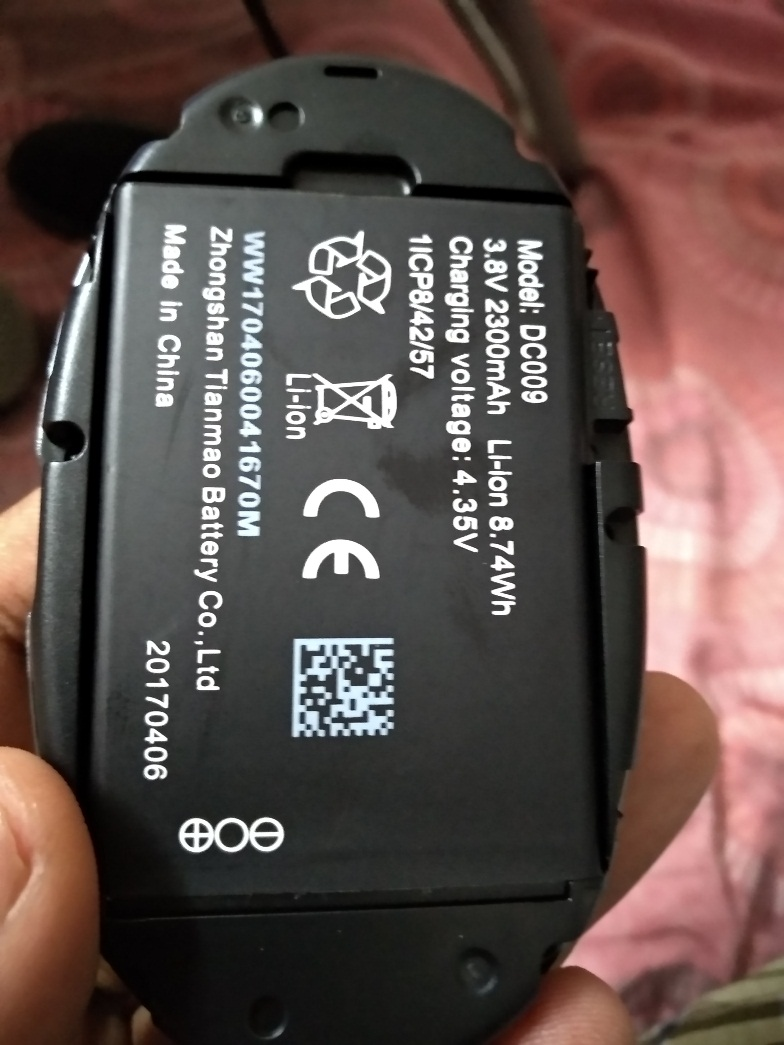 Model: DC009
3.8V 2300mAh Li-ion 8.74Wh
Charging voltage: 4.35V
1ICP8/42/57
Li-ion
CE
WW1704060041670M
Zhongshan Tianmao Battery Co.,Ltd
Made in China
20170406